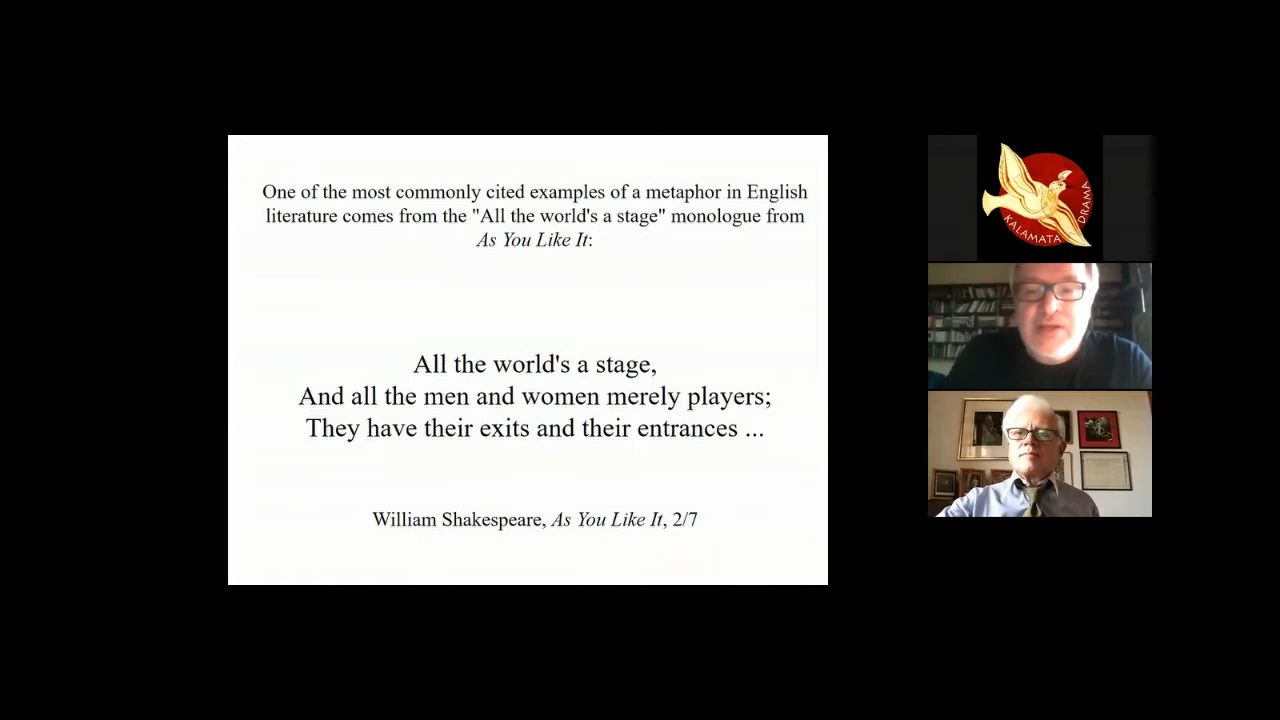 One of the most commonly cited examples of a metaphor in English
literature comes from the "All the world's a stage" monologue from
As You Like It:
All the world's a stage,
And all the men and women merely players;
They have their exits and their entrances ...
William Shakespeare, As You Like It, 2/7
KALAMATA DRAMA